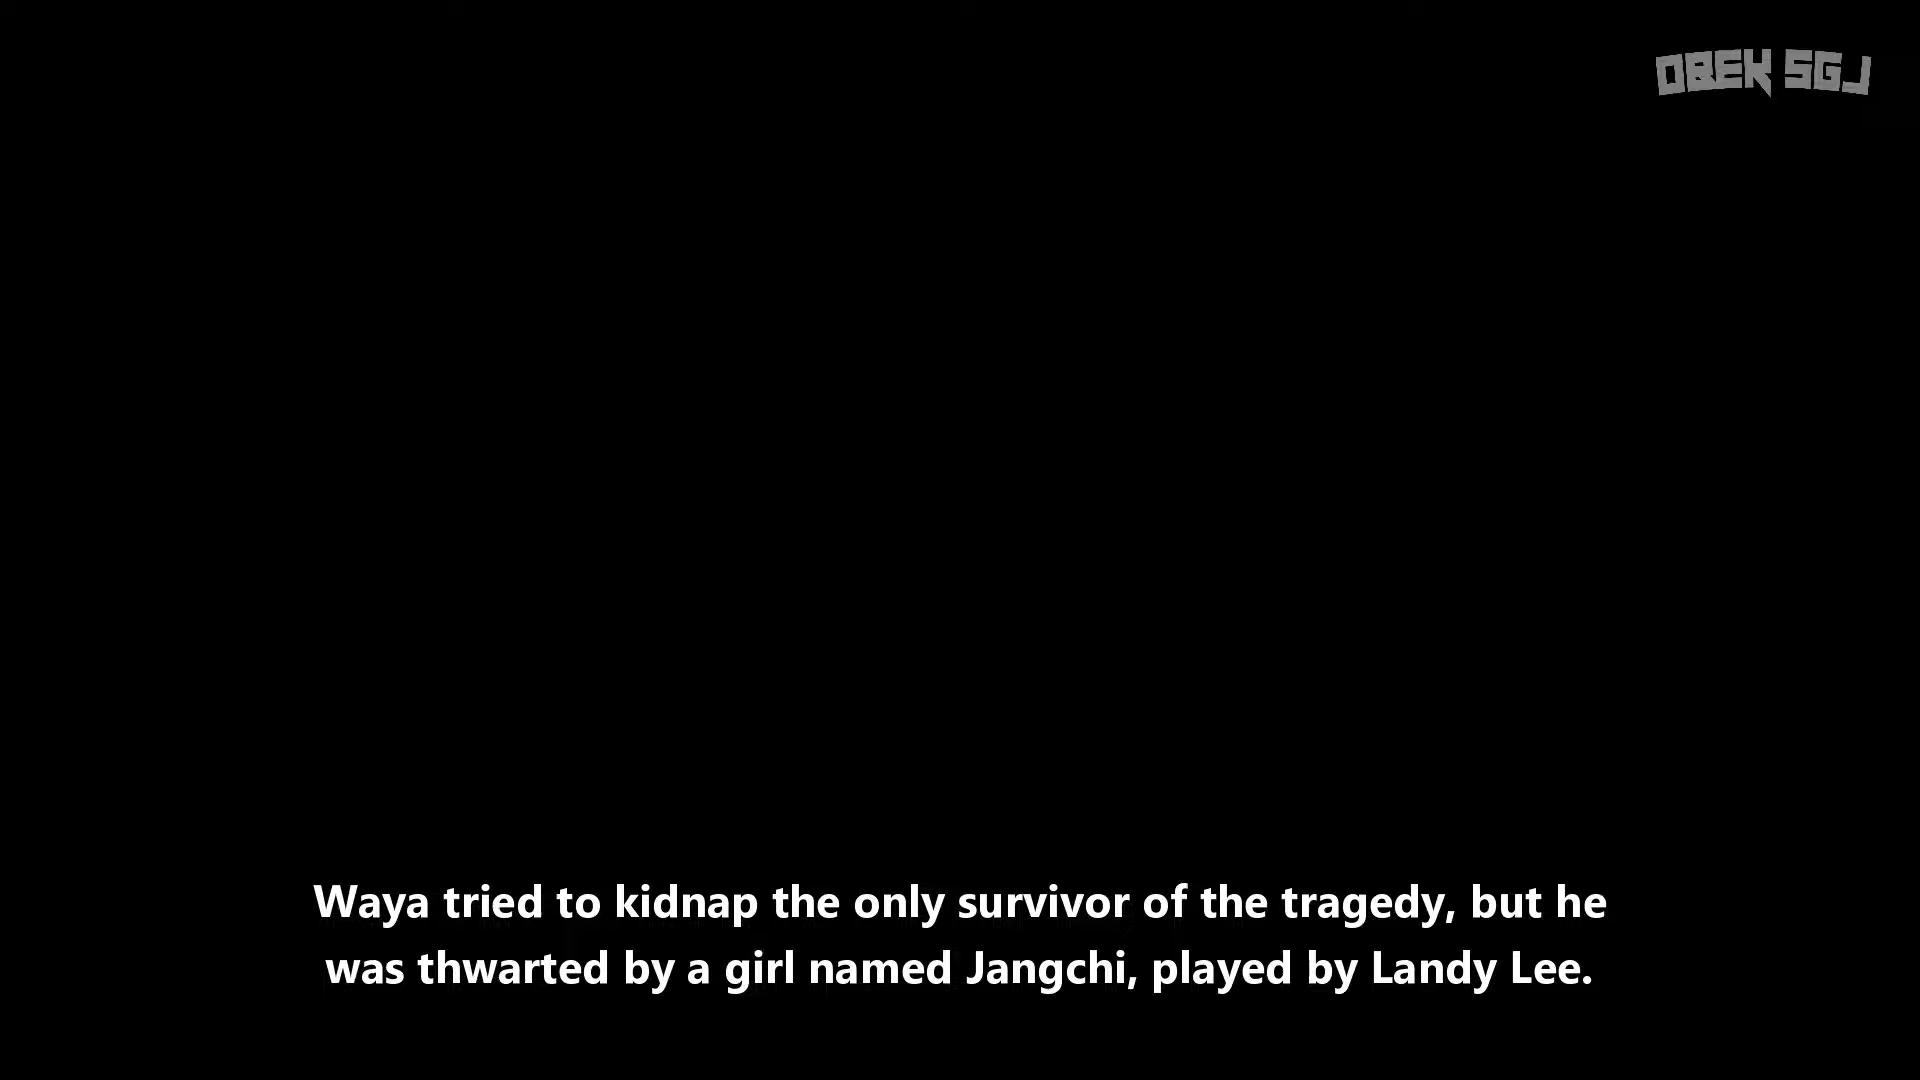 OBEK SGJ
Waya tried to kidnap the only survivor of the tragedy, but he
was thwarted by a girl named Jangchi, played by Landy Lee.